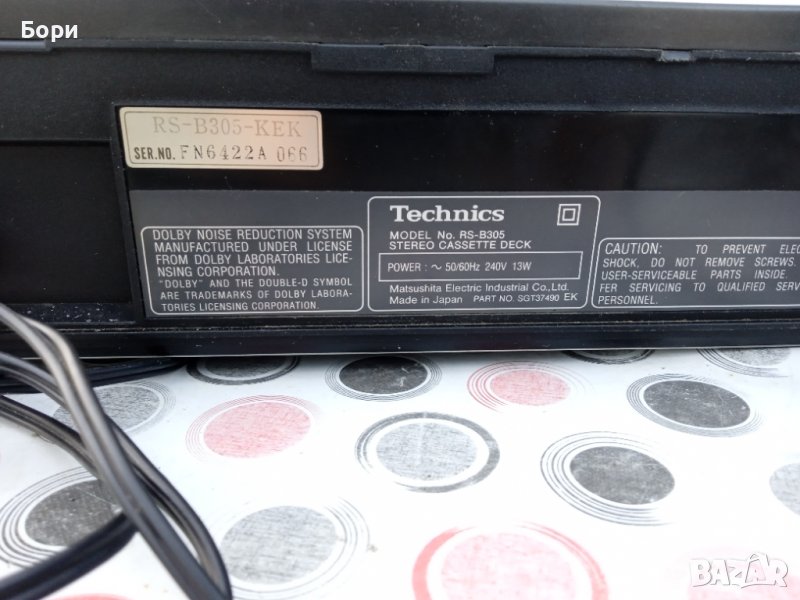 Бори
RS-B305-KEK
SER.NO. FN6422A 066
DOLBY NOISE REDUCTION SYSTEM
MANUFACTURED UNDER LICENSE
FROM DOLBY LABORATORIES LICE-
NSING CORPORATION.
"DOLBY" AND THE DOUBLE-D SYMBOL
ARE TRADEMARKS OF DOLBY LABORA-
TORIES LICENSING CORPORATION.
Technics
MODEL No. RS-B305
STEREO CASSETTE DECK
POWER : ~ 50/60Hz 240V 13W
Matsushita Electric Industrial Co., Ltd.
Made in Japan PART NO. SGT37490 EK
CAUTION: TO PREVENT ELE
SHOCK, DO NOT REMOVE SCREWS.
USER-SERVICEABLE PARTS INSIDE.
FER SERVICING TO QUALIFIED SERV
PERSONNEL.
BAZAR